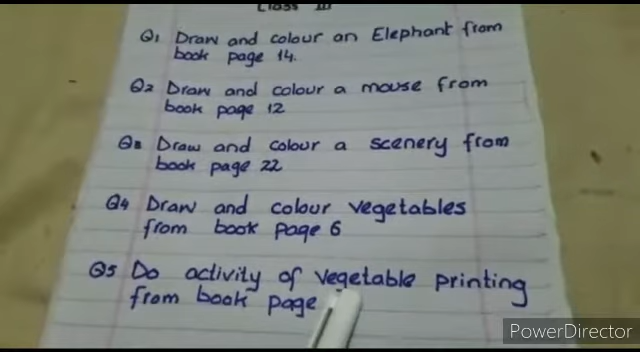 Class III
Q1 Draw and colour an Elephant from
book page 14.
Q2 Draw and colour a mouse from
book page 12
Q3 Draw and colour a scenery from
book page 22
Q4 Draw and colour vegetables
from book page 6
Q5 Do activity of vegetable printing
from book page
PowerDirector